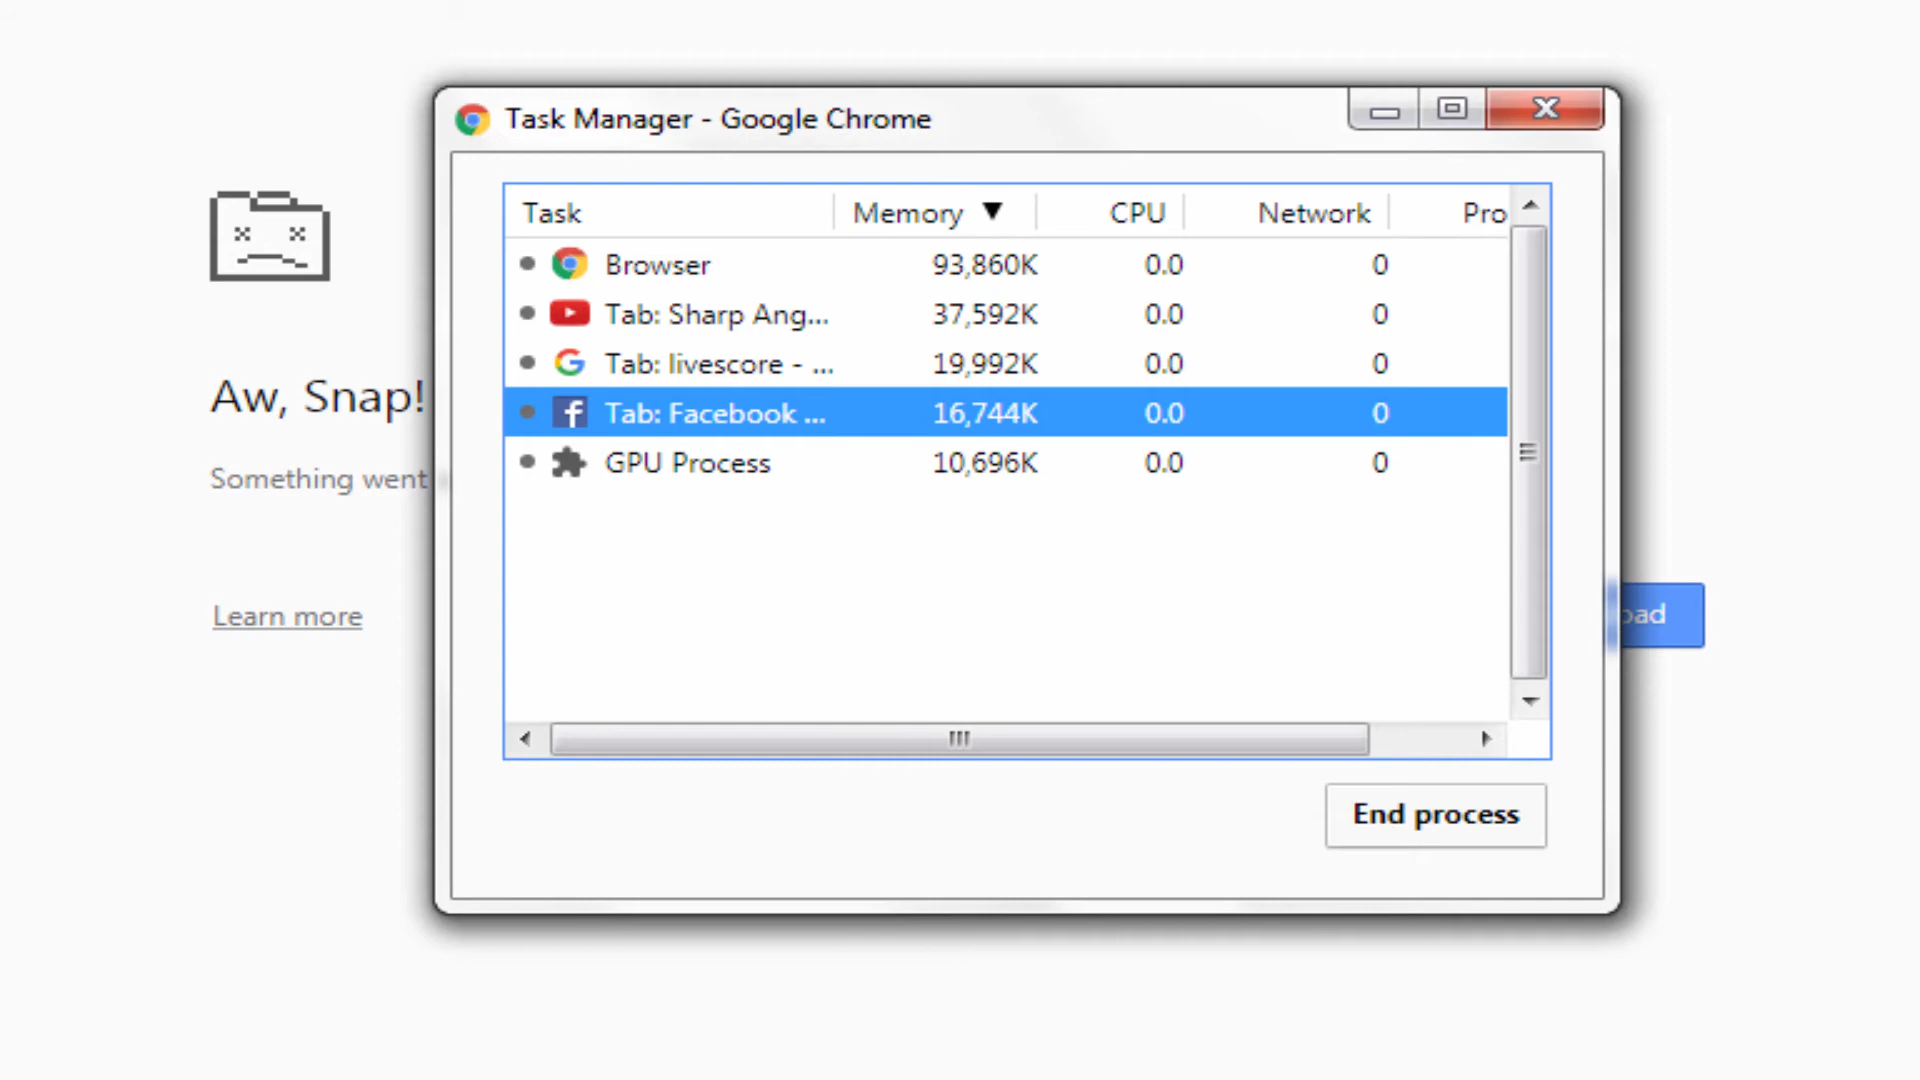 Task Manager - Google Chrome
Task Memory CPU Network Pro
Browser 93,860K 0.0 0
Tab: Sharp Ang... 37,592K 0.0 0
Tab: livescore - ... 19,992K 0.0 0
Tab: Facebook ... 16,744K 0.0 0
GPU Process 10,696K 0.0 0
End process
Aw, Snap!
Something went
Learn more
oad